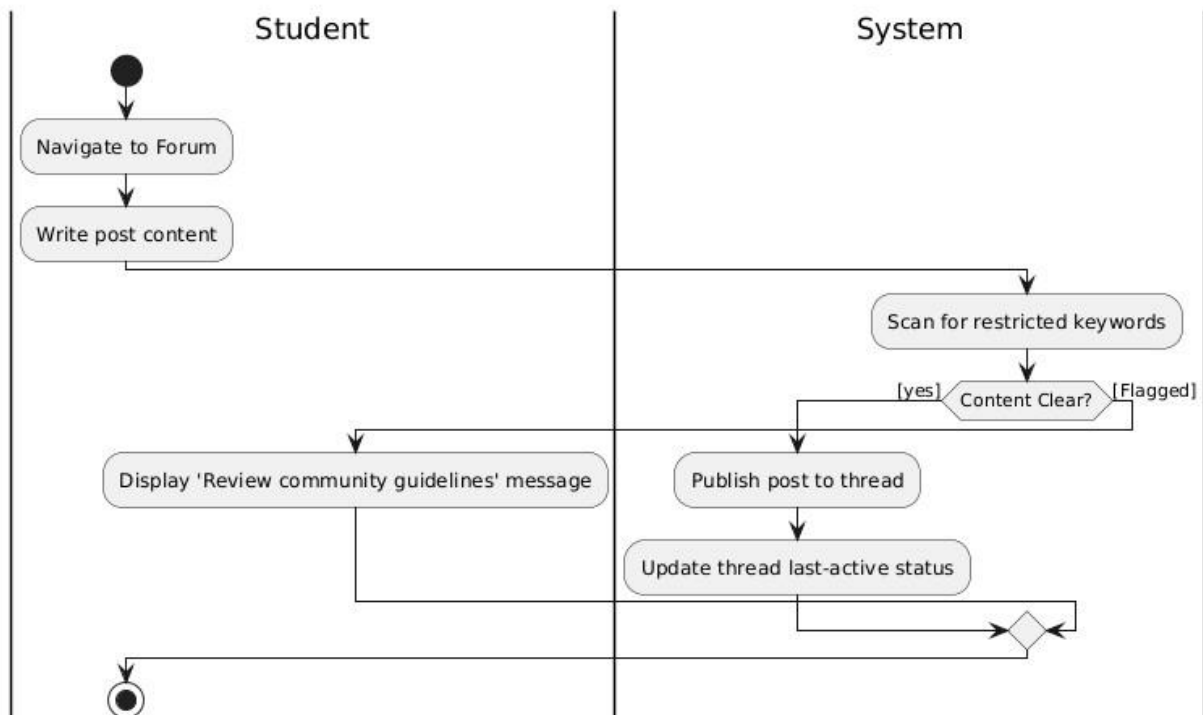 Student
System
Navigate to Forum
Write post content
Scan for restricted keywords
[yes]
Content Clear?
[Flagged]
Display 'Review community guidelines' message
Publish post to thread
Update thread last-active status